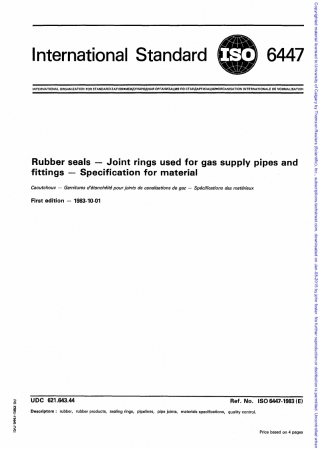 International Standard ISO 6447
INTERNATIONAL ORGANIZATION FOR STANDARDIZATION•МЕЖДУНАРОДНАЯ ОРГАНИЗАЦИЯ ПО СТАНДАРТИЗАЦИИ•ORGANISATION INTERNATIONALE DE NORMALISATION
Rubber seals — Joint rings used for gas supply pipes and
fittings — Specification for material
Caoutchouc — Garnitures d'étanchéité pour joints de canalisations de gaz — Spécifications des matériaux
First edition — 1983-10-01
UDC 621.643.44 Ref. No. ISO 6447-1983 (E)
Descriptors : rubber, rubber products, sealing rings, pipelines, pipe joints, materials specifications, quality control.
Price based on 4 pages
ISO 6447-1983 (E)
Copyrighted material licensed to University of Calgary by Thomson Reuters (Scientific), Inc., subscriptions.techstreet.com, downloaded on Jan-08-2015 by
No further reproduction or distribution is permitted. Uncontrolled when